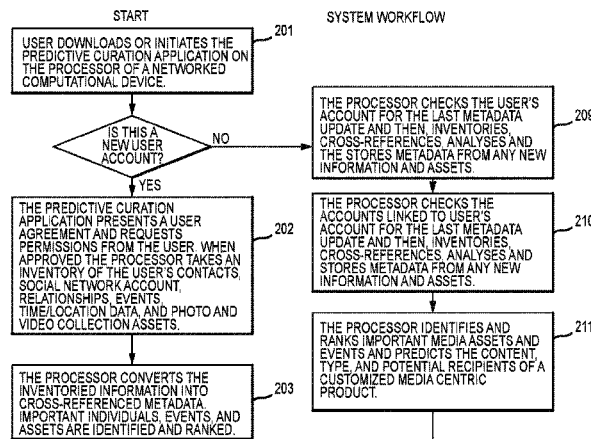 START
201
USER DOWNLOADS OR INITIATES THE
PREDICTIVE CURATION APPLICATION ON
THE PROCESSOR OF A NETWORKED
COMPUTATIONAL DEVICE.
IS THIS A
NEW USER
ACCOUNT?
NO
YES
202
THE PREDICTIVE CURATION
APPLICATION PRESENTS A USER
AGREEMENT AND REQUESTS
PERMISSIONS FROM THE USER. WHEN
APPROVED THE PROCESSOR TAKES AN
INVENTORY OF THE USER'S CONTACTS,
SOCIAL NETWORK ACCOUNT,
RELATIONSHIPS, EVENTS,
TIME/LOCATION DATA, AND PHOTO AND
VIDEO COLLECTION ASSETS.
203
THE PROCESSOR CONVERTS THE
INVENTORIED INFORMATION INTO
CROSS-REFERENCED METADATA.
IMPORTANT INDIVIDUALS, EVENTS, AND
ASSETS ARE IDENTIFIED AND RANKED.
SYSTEM WORKFLOW
209
THE PROCESSOR CHECKS THE USER'S
ACCOUNT FOR THE LAST METADATA
UPDATE AND THEN, INVENTORIES,
CROSS-REFERENCES, ANALYSES AND
THE STORES METADATA FROM ANY NEW
INFORMATION AND ASSETS.
210
THE PROCESSOR CHECKS THE
ACCOUNTS LINKED TO USER'S
ACCOUNT FOR THE LAST METADATA
UPDATE AND THEN, INVENTORIES,
CROSS-REFERENCES, ANALYSES AND
STORES METADATA FROM ANY NEW
INFORMATION AND ASSETS.
211
THE PROCESSOR IDENTIFIES AND
RANKS IMPORTANT MEDIA ASSETS AND
EVENTS AND PREDICTS THE CONTENT,
TYPE, AND POTENTIAL RECIPIENTS OF A
CUSTOMIZED MEDIA CENTRIC
PRODUCT.